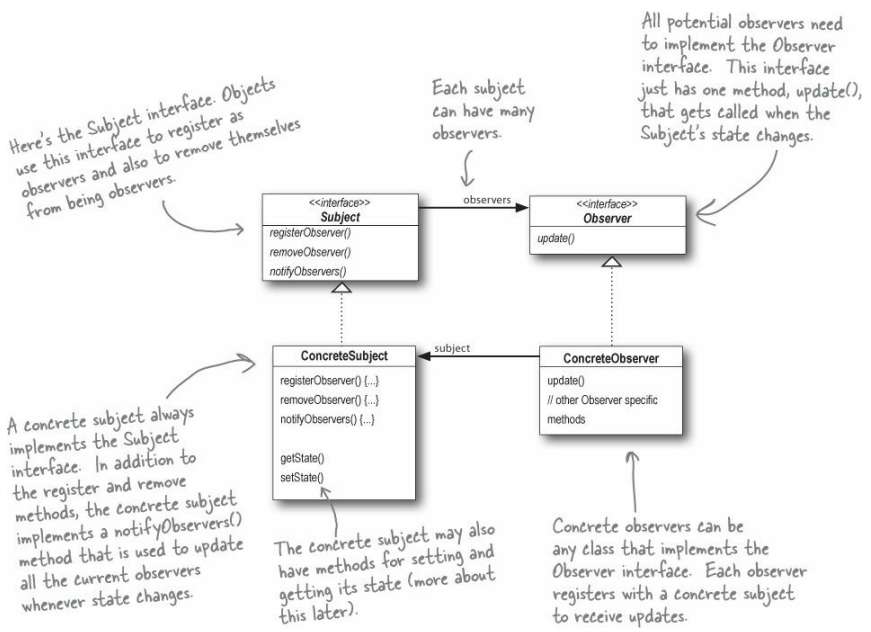 All potential observers need
to implement the Observer
interface. This interface
just has one method, update(),
that gets called when the
Subject's state changes.
Each subject
can have many
observers.
Here's the Subject interface. Objects
use this interface to register as
observers and also to remove themselves
from being observers.
<<interface>>
Subject
registerObserver()
removeObserver()
notifyObservers()
observers
<<interface>>
Observer
update()
ConcreteSubject
registerObserver() {...}
removeObserver() {...}
notifyObservers() {...}
getState()
setState()
subject
ConcreteObserver
update()
// other Observer specific
methods
A concrete subject always
implements the Subject
interface. In addition to
the register and remove
methods, the concrete subject
implements a notifyObservers()
method that is used to update
all the current observers
whenever state changes.
The concrete subject may also
have methods for setting and
getting its state (more about
this later).
Concrete observers can be
any class that implements the
Observer interface. Each observer
registers with a concrete subject
to receive updates.